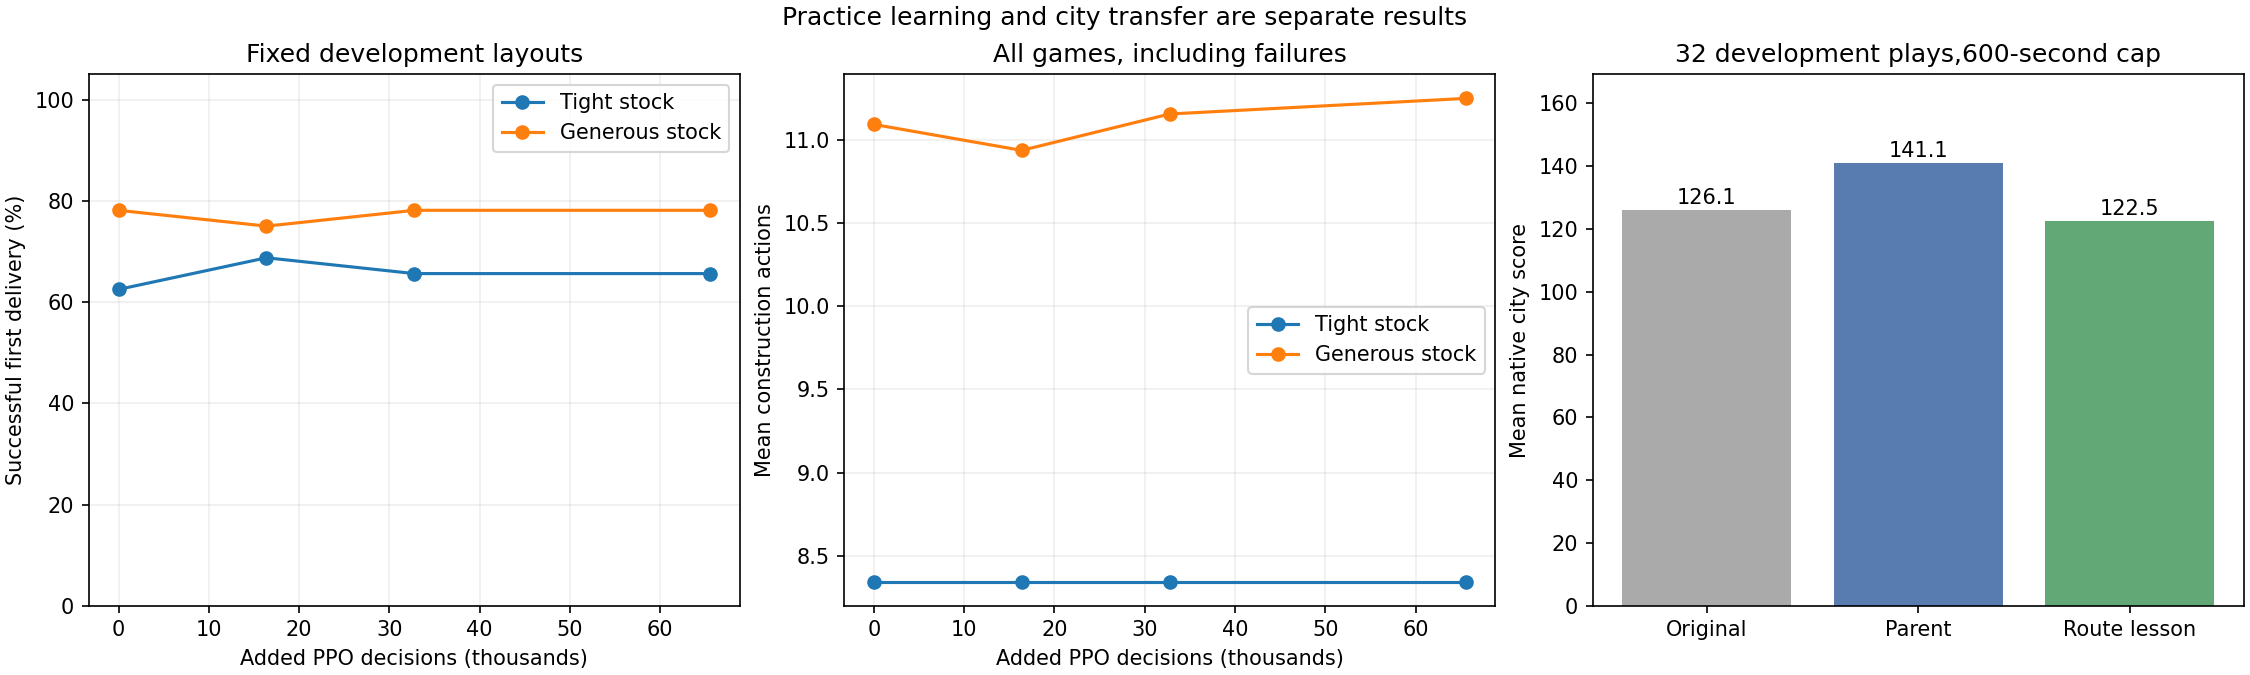 Practice learning and city transfer are separate results
Fixed development layouts
Successful first delivery (%)
100
80
60
40
20
0
Tight stock
Generous stock
0 10 20 30 40 50 60
Added PPO decisions (thousands)
All games, including failures
Mean construction actions
11.0
10.5
10.0
9.5
9.0
8.5
Tight stock
Generous stock
0 10 20 30 40 50 60
Added PPO decisions (thousands)
32 development plays,600-second cap
Mean native city score
160
140
120
100
80
60
40
20
0
126.1
141.1
122.5
Original Parent Route lesson